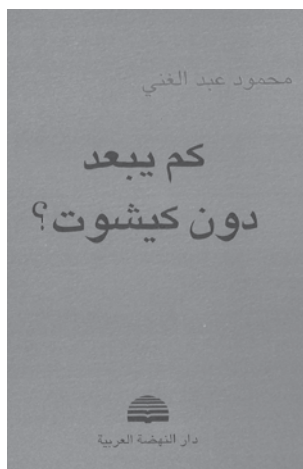 محمود عبد الغني
كم يبعد
دون كيشوت؟
دار النهضة العربية